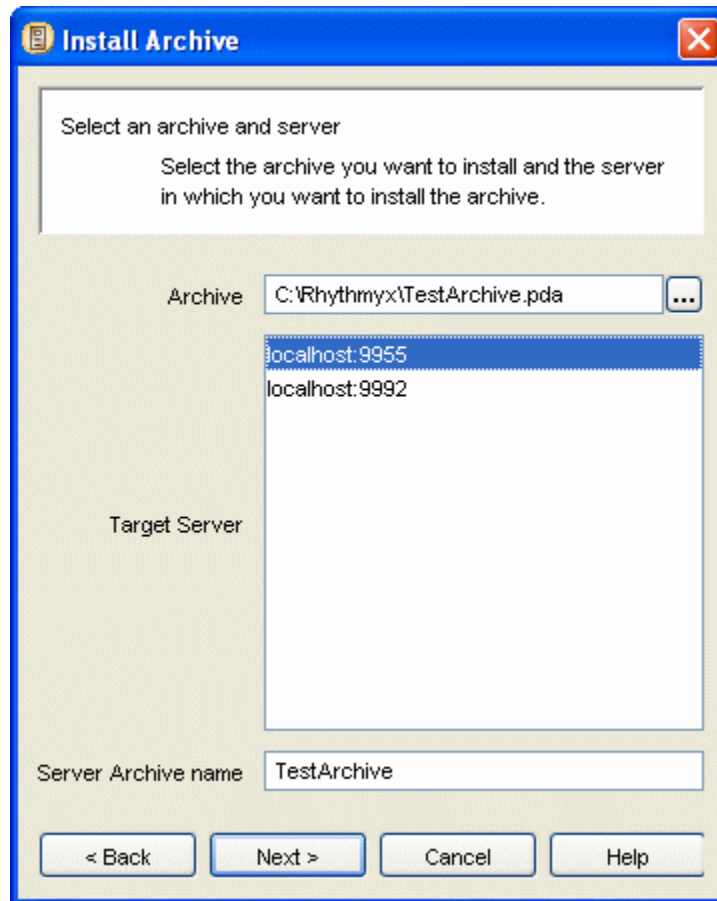 Install Archive
Select an archive and server
Select the archive you want to install and the server
in which you want to install the archive.
Archive C:\Rhythmyx\TestArchive.pda ...
localhost:9955
localhost:9992
Target Server
Server Archive name TestArchive
< Back Next > Cancel Help